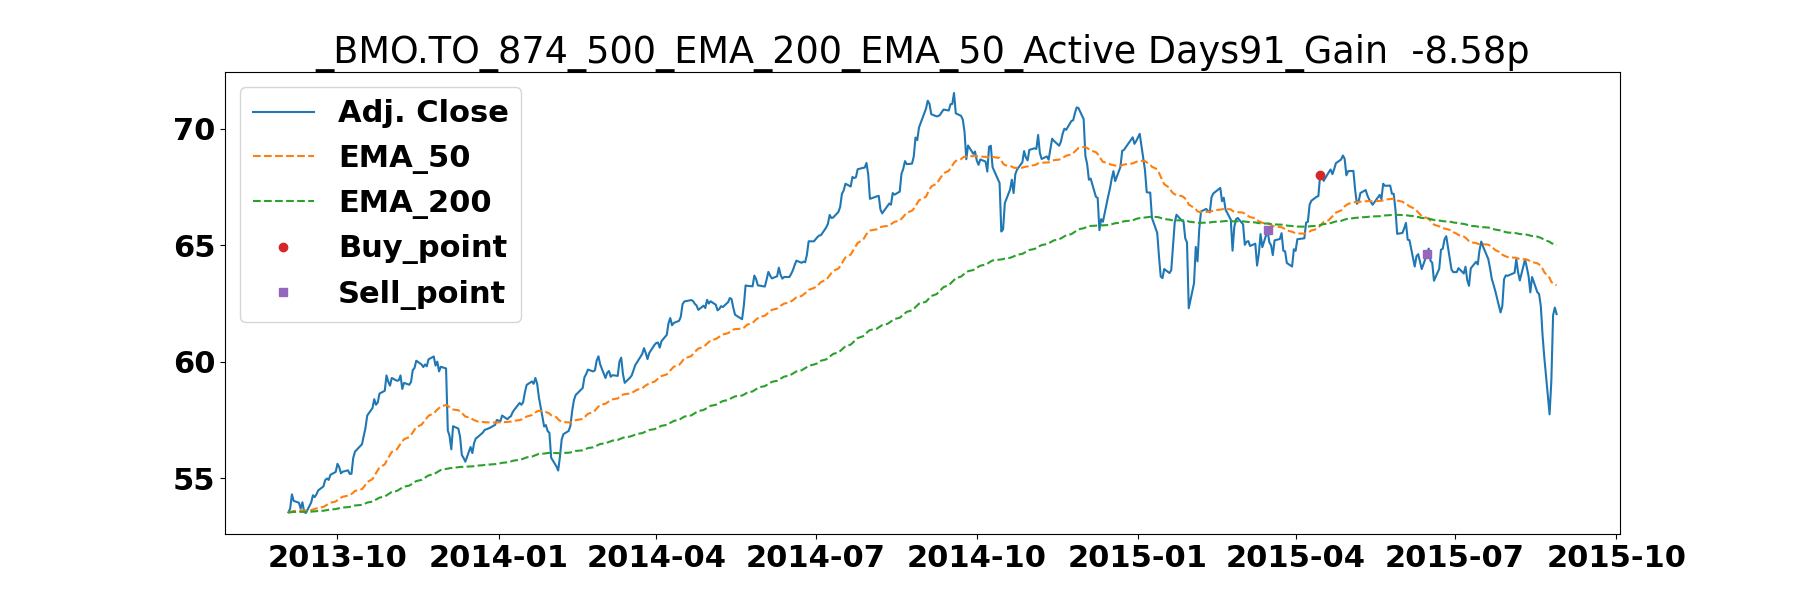 _BMO.TO_874_500_EMA_200_EMA_50_Active Days91_Gain  -8.58p
Adj. Close
EMA_50
EMA_200
Buy_point
Sell_point
70
65
60
55
2013-10 2014-01 2014-04 2014-07 2014-10 2015-01 2015-04 2015-07 2015-10